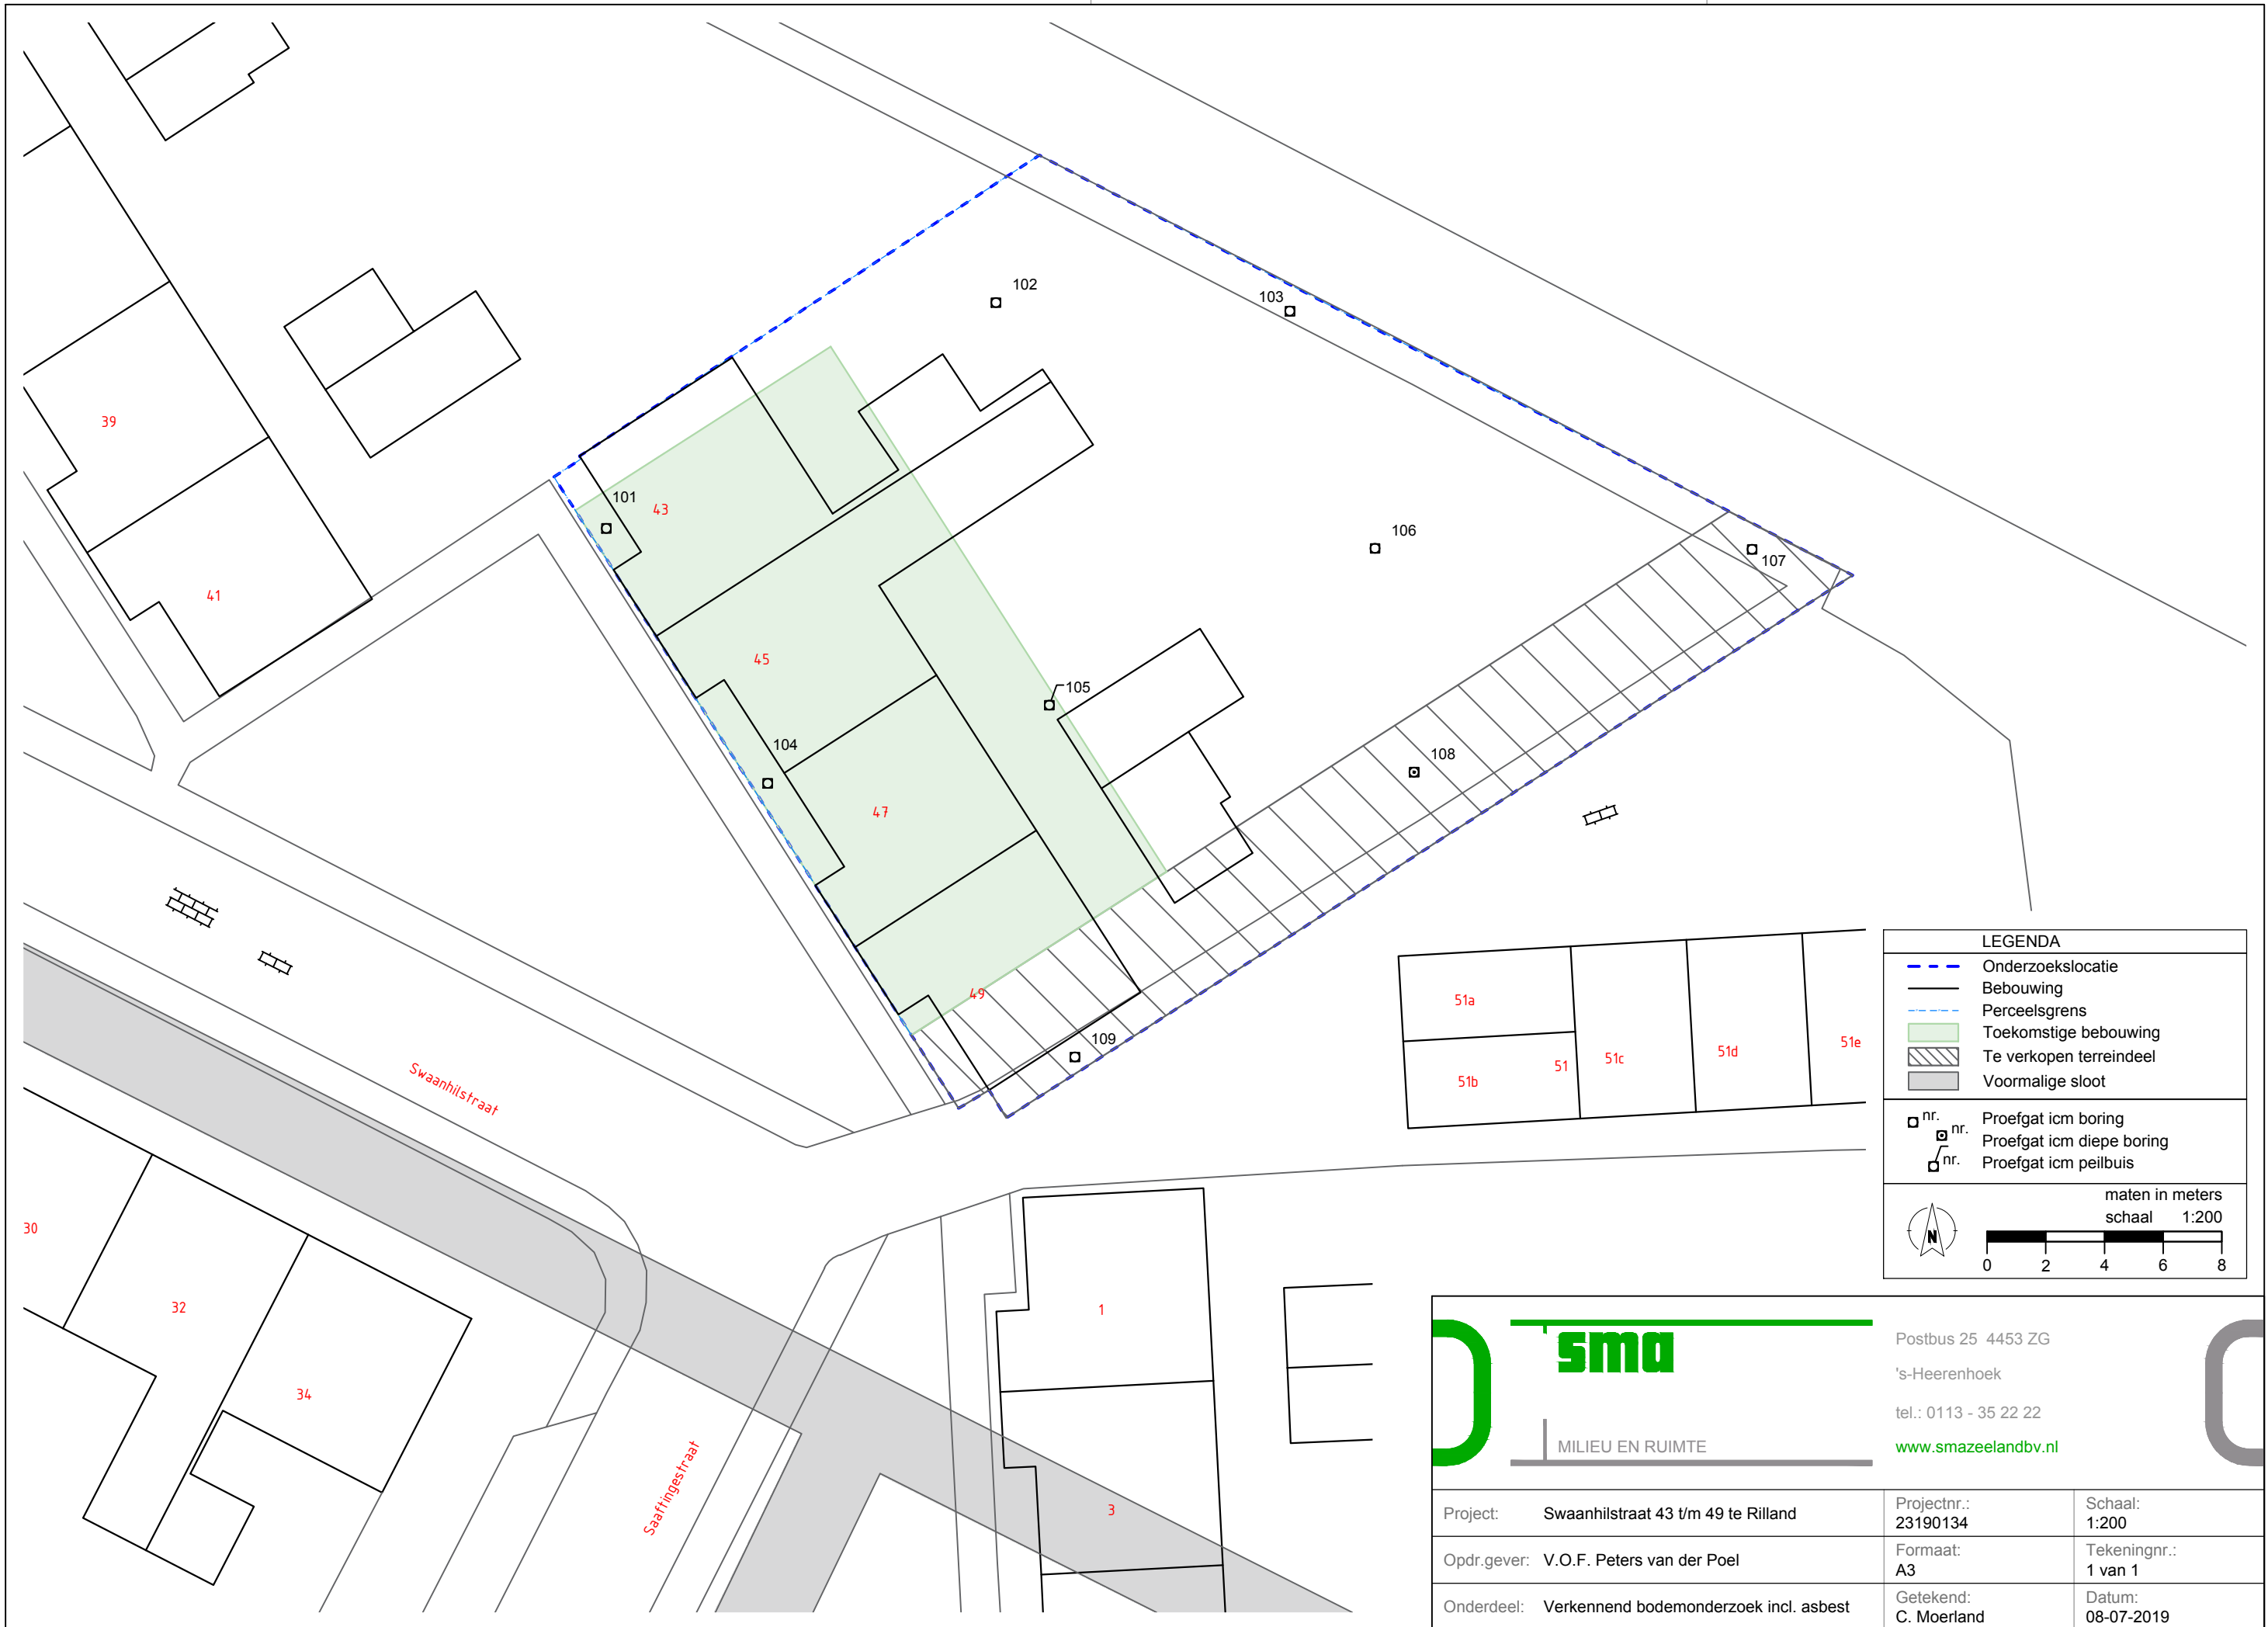 102
103
39
101
43
106
107
41
45
105
104
108
47
49
109
Swaanhilstraat
51a
51b
51
51c
51d
51e
30
32
34
Saaftingestraat
1
3
LEGENDA
Onderzoekslocatie
Bebouwing
Perceelsgrens
Toekomstige bebouwing
Te verkopen terreindeel
Voormalige sloot
nr. Proefgat icm boring
nr. Proefgat icm diepe boring
nr. Proefgat icm peilbuis
maten in meters
schaal 1:200
N
0 2 4 6 8
sma
MILIEU EN RUIMTE
Postbus 25 4453 ZG
's-Heerenhoek
tel.: 0113 - 35 22 22
www.smazeelandbv.nl
Project: Swaanhilstraat 43 t/m 49 te Rilland
Projectnr.:
23190134
Schaal:
1:200
Opdr.gever: V.O.F. Peters van der Poel
Formaat:
A3
Tekeningnr.:
1 van 1
Onderdeel: Verkennend bodemonderzoek incl. asbest
Getekend:
C. Moerland
Datum:
08-07-2019